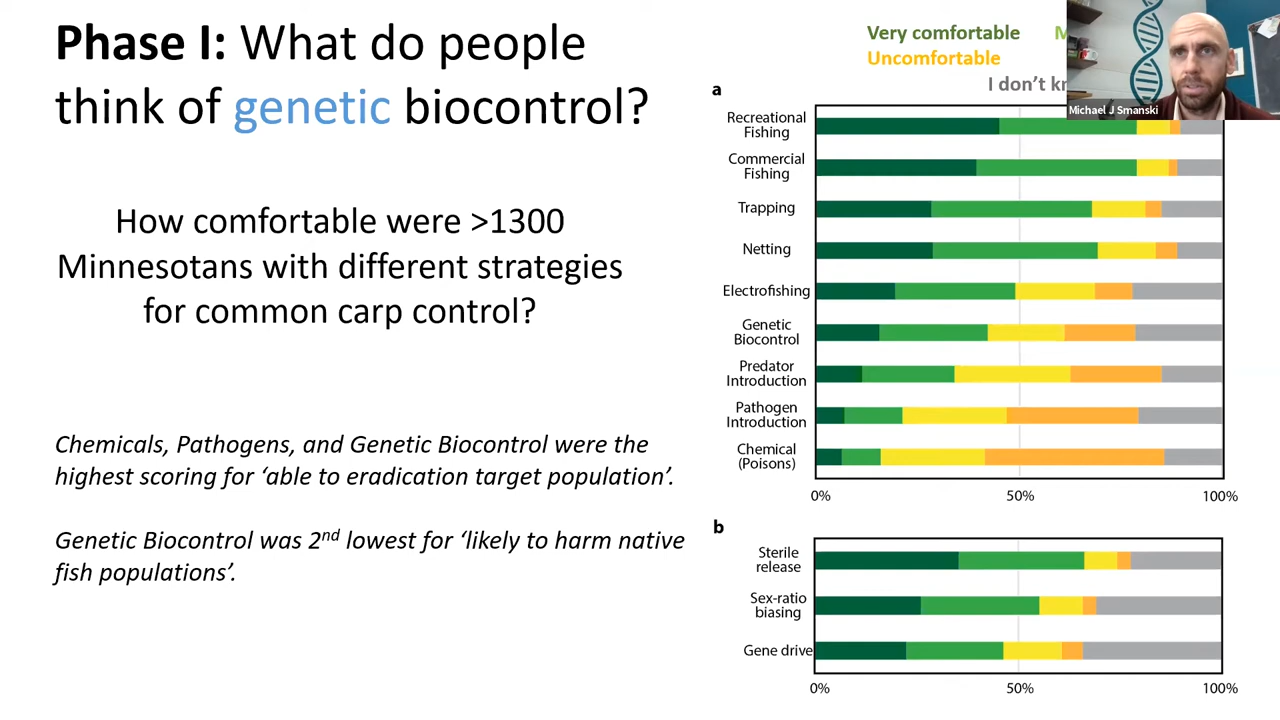 Phase I: What do people
think of genetic biocontrol?
How comfortable were >1300
Minnesotans with different strategies
for common carp control?
Chemicals, Pathogens, and Genetic Biocontrol were the
highest scoring for ‘able to eradication target population’.
Genetic Biocontrol was 2nd lowest for ‘likely to harm native
fish populations’.
Very comfortable
Uncomfortable
I don’t
Michael J Smanski
a
Recreational
Fishing
Commercial
Fishing
Trapping
Netting
Electrofishing
Genetic
Biocontrol
Predator
Introduction
Pathogen
Introduction
Chemical
(Poisons)
0% 50% 100%
b
Sterile
release
Sex-ratio
biasing
Gene drive
0% 50% 100%